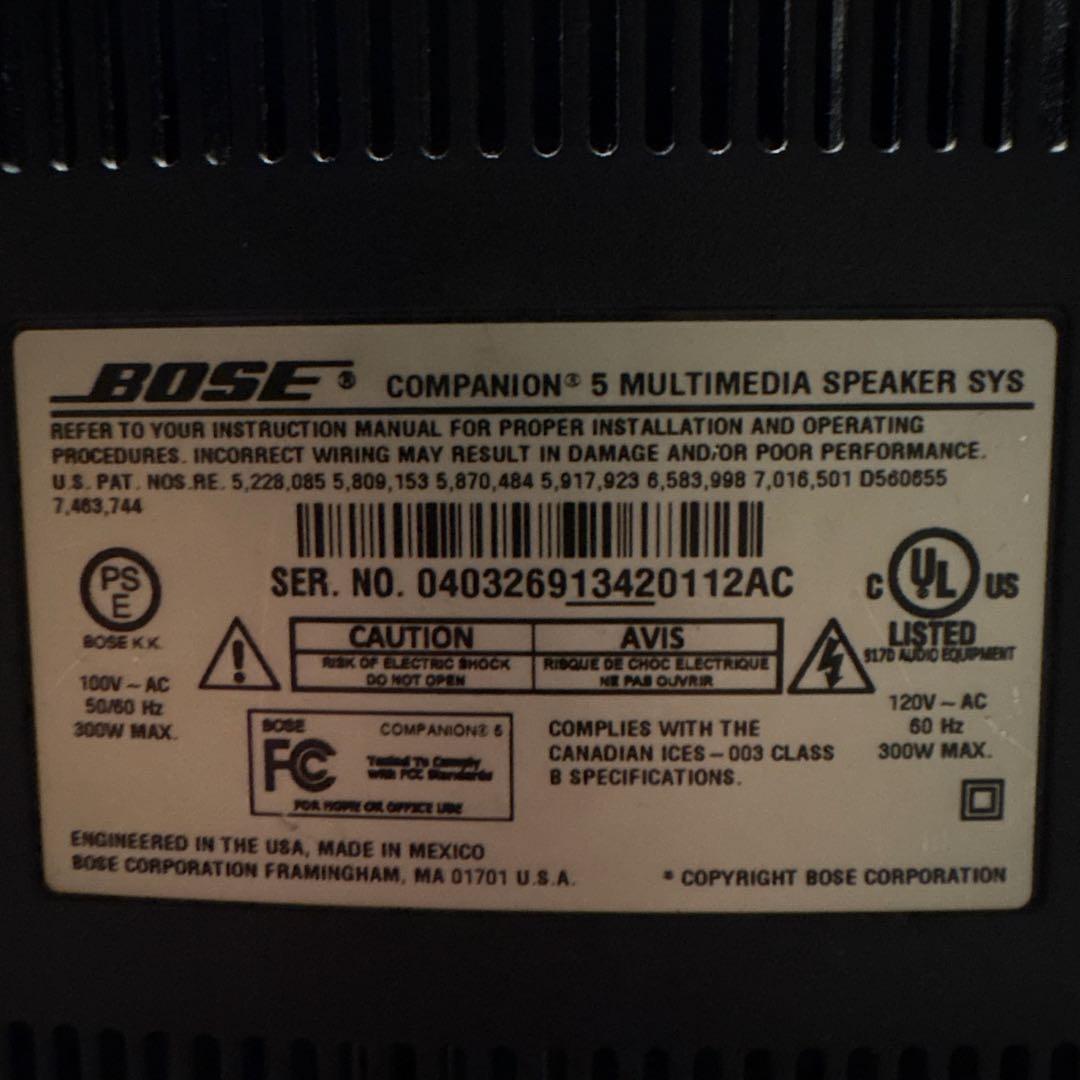 BOSE® COMPANION® 5 MULTIMEDIA SPEAKER SYS
REFER TO YOUR INSTRUCTION MANUAL FOR PROPER INSTALLATION AND OPERATING
PROCEDURES. INCORRECT WIRING MAY RESULT IN DAMAGE AND/OR POOR PERFORMANCE.
U.S. PAT. NOS.RE. 5,228,085 5,809,153 5,870,484 5,917,923 6,583,998 7,016,501 D560655
7,463,744
SER. NO. 040326913420112AC
PS
E
BOSE K.K.
100V ~ AC
50/60 Hz
300W MAX.
CAUTION
RISK OF ELECTRIC SHOCK
DO NOT OPEN
AVIS
RISQUE DE CHOC ELECTRIQUE
NE PAS OUVRIR
C UL US
LISTED
917D AUDIO EQUIPMENT
120V ~ AC
60 Hz
300W MAX.
BOSE COMPANION® 5
FC
Tested To Comply
With FCC Standards
FOR HOME OR OFFICE USE
COMPLIES WITH THE
CANADIAN ICES-003 CLASS
B SPECIFICATIONS.
ENGINEERED IN THE USA, MADE IN MEXICO
BOSE CORPORATION FRAMINGHAM, MA 01701 U.S.A.
© COPYRIGHT BOSE CORPORATION